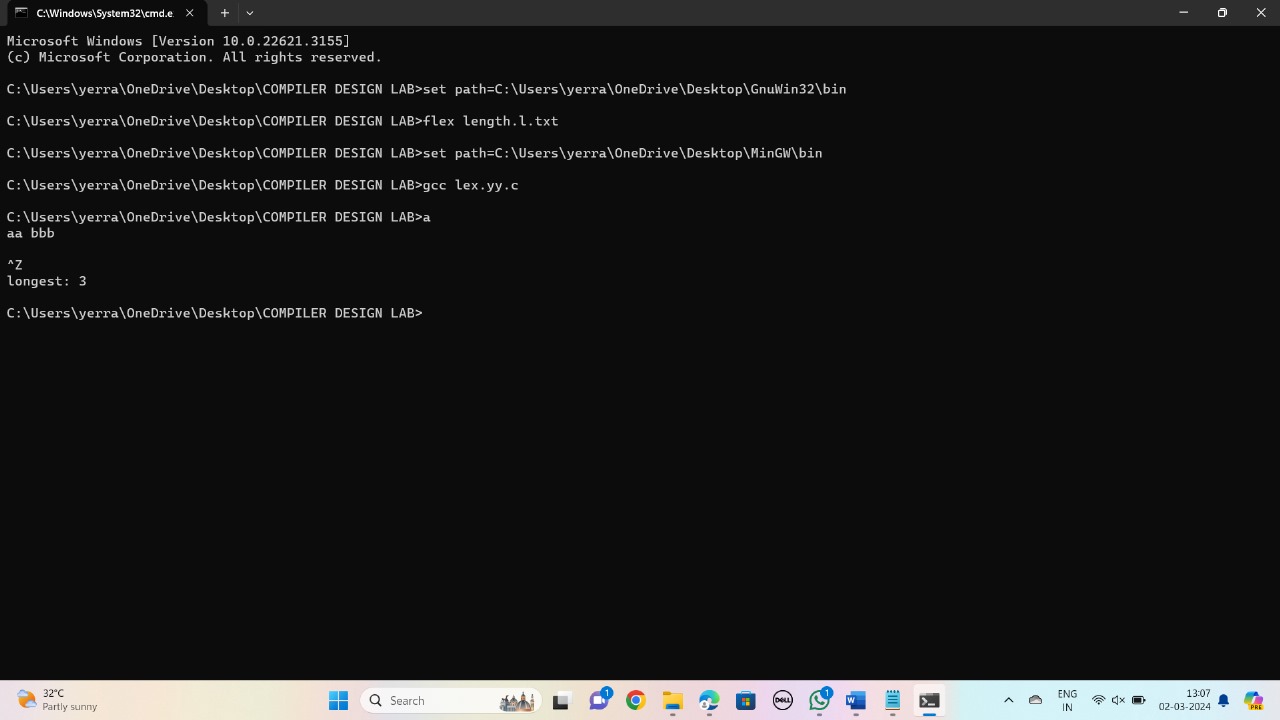 C:\Windows\System32\cmd.e
Microsoft Windows [Version 10.0.22621.3155]
(c) Microsoft Corporation. All rights reserved.
C:\Users\yerra\OneDrive\Desktop\COMPILER DESIGN LAB>set path=C:\Users\yerra\OneDrive\Desktop\GnuWin32\bin
C:\Users\yerra\OneDrive\Desktop\COMPILER DESIGN LAB>flex length.l.txt
C:\Users\yerra\OneDrive\Desktop\COMPILER DESIGN LAB>set path=C:\Users\yerra\OneDrive\Desktop\MinGW\bin
C:\Users\yerra\OneDrive\Desktop\COMPILER DESIGN LAB>gcc lex.yy.c
C:\Users\yerra\OneDrive\Desktop\COMPILER DESIGN LAB>a
aa bbb
^Z
longest: 3
C:\Users\yerra\OneDrive\Desktop\COMPILER DESIGN LAB>
32°C
Partly sunny
Search
1
DELL
1
W
ENG
IN
13:07
02-03-2024
PRE